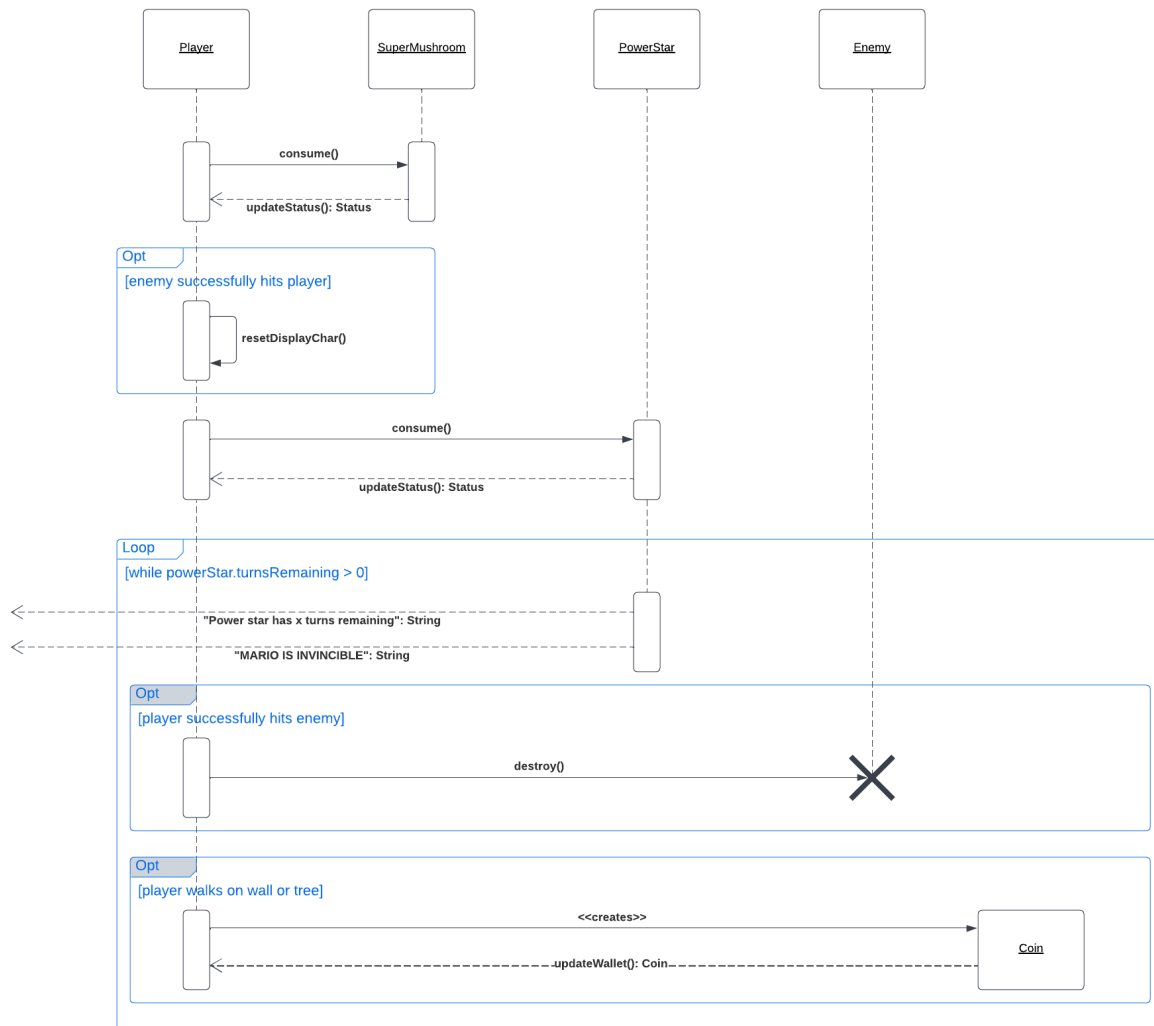 Player
SuperMushroom
PowerStar
Enemy
consume()
updateStatus(): Status
Opt
[enemy successfully hits player]
resetDisplayChar()
consume()
updateStatus(): Status
Loop
[while powerStar.turnsRemaining > 0]
"Power star has x turns remaining": String
"MARIO IS INVINCIBLE": String
Opt
[player successfully hits enemy]
destroy()
Opt
[player walks on wall or tree]
<<creates>>
Coin
updateWallet(): Coin